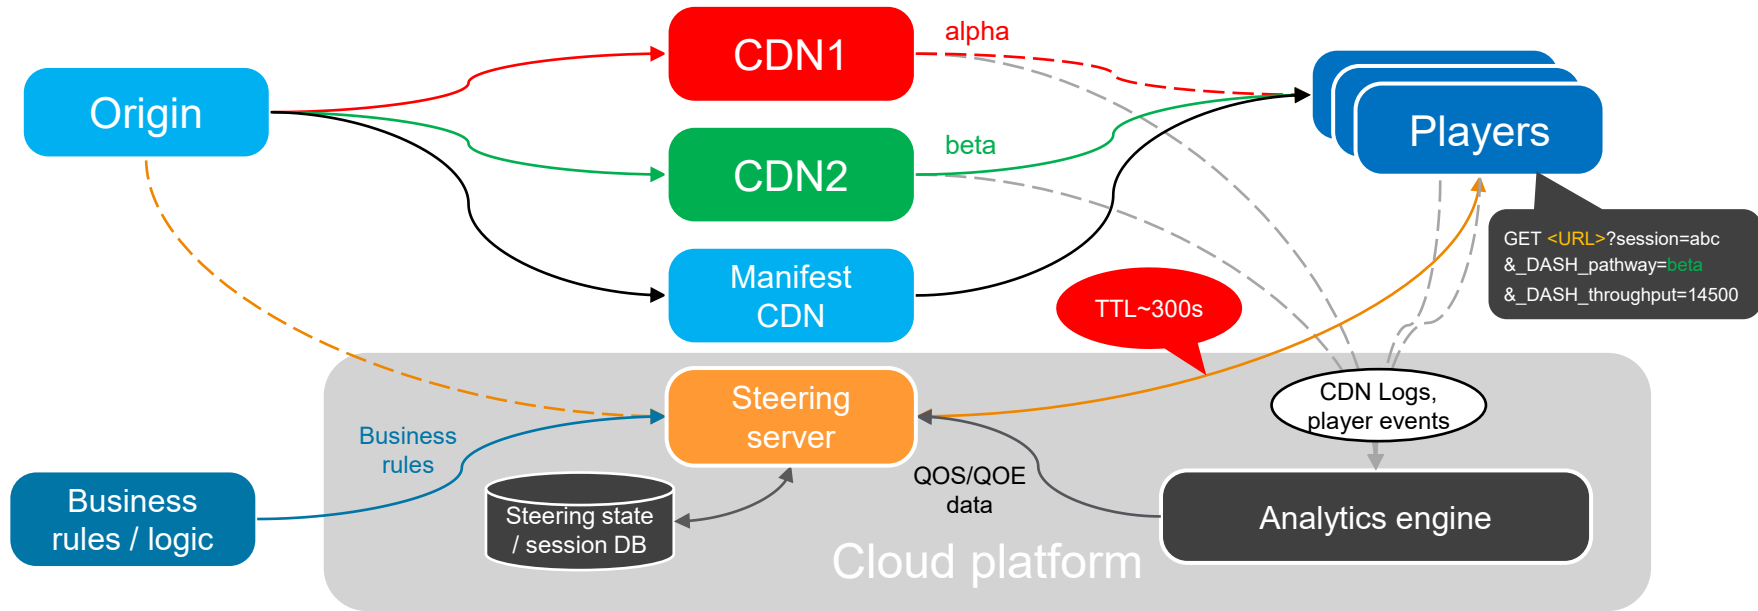 Origin
CDN1
alpha
CDN2
beta
Manifest
CDN
Players
GET <URL>?session=abc
&_DASH_pathway=beta
&_DASH_throughput=14500
TTL~300s
Steering
server
CDN Logs,
player events
Business
rules
Business
rules / logic
Steering state
/ session DB
QOS/QOE
data
Analytics engine
Cloud platform